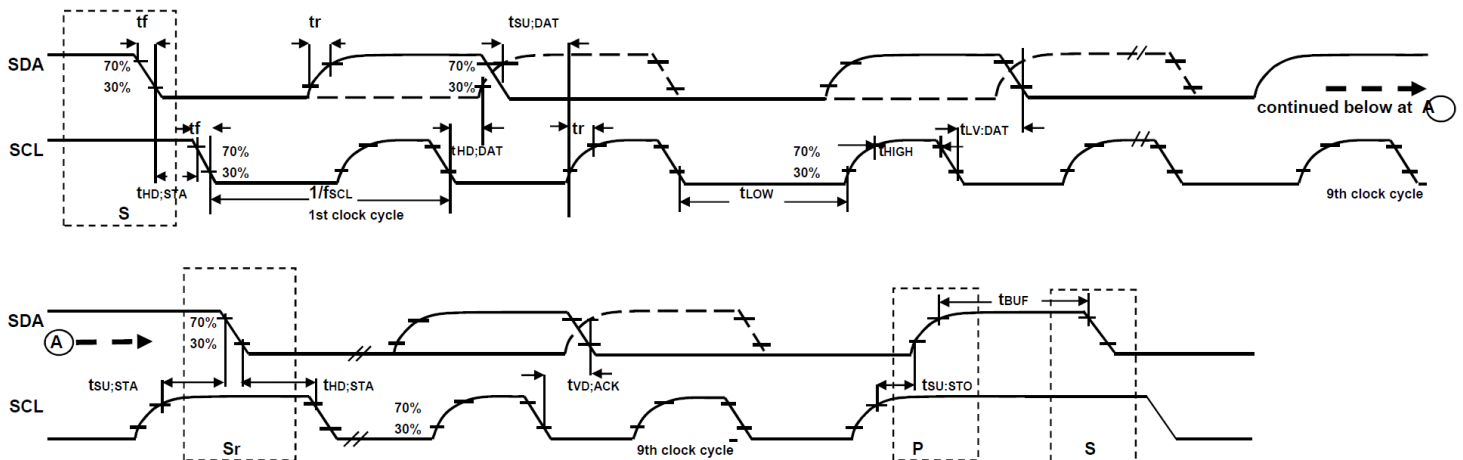 tf tr tSU;DAT
SDA 70% 70%
30% 30%
continued below at A
tf tHD;DAT tr tHIGH tLV:DAT
SCL 70% 70%
30% 30%
tHD;STA 1/fSCL tLOW
S 1st clock cycle 9th clock cycle
tBUF
SDA 70%
A 30%
tSU;STA tHD;STA tVD;ACK tSU:STO
SCL 70%
30%
Sr 9th clock cycle P S